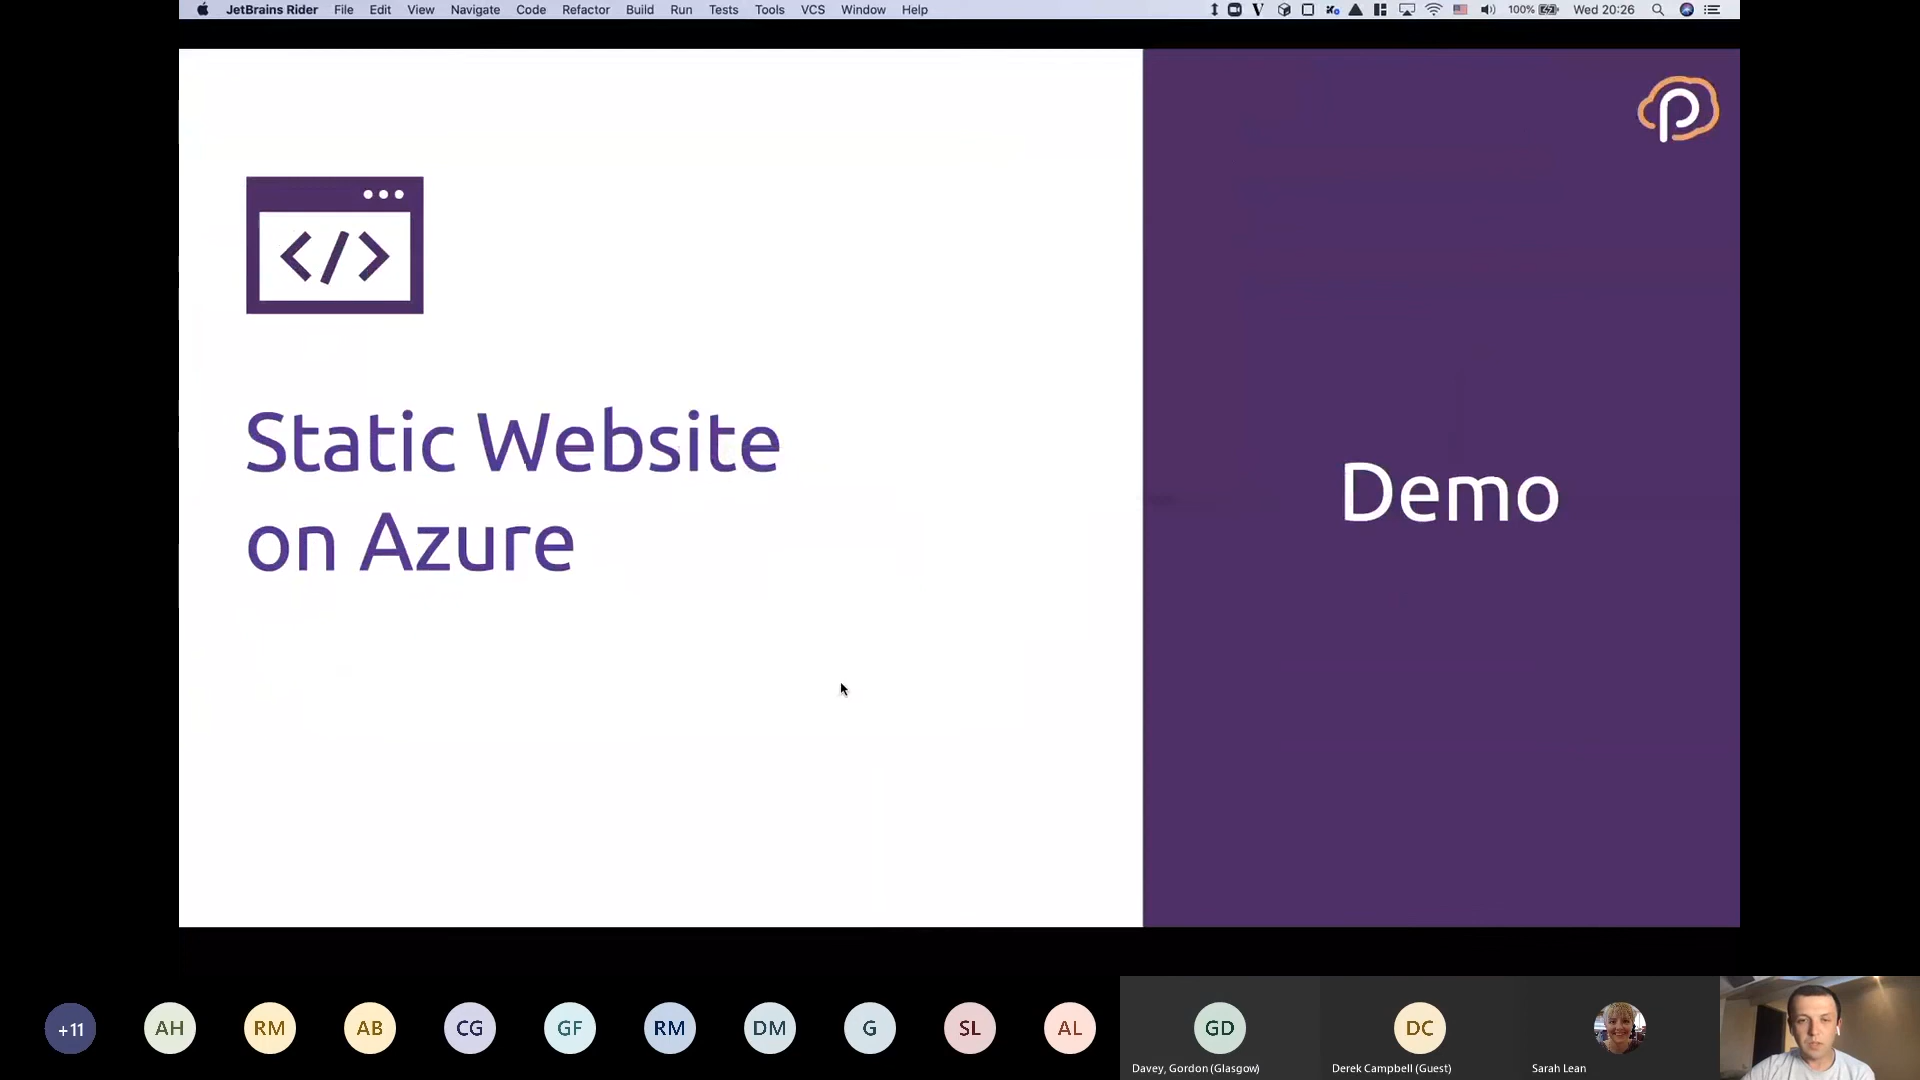 JetBrains Rider File Edit View Navigate Code Refactor Build Run Tests Tools VCS Window Help 100% Wed 20:26
</>
Static Website
on Azure
Demo
+11 AH RM AB CG GF RM DM G SL AL GD DC
Davey, Gordon (Glasgow) Derek Campbell (Guest) Sarah Lean